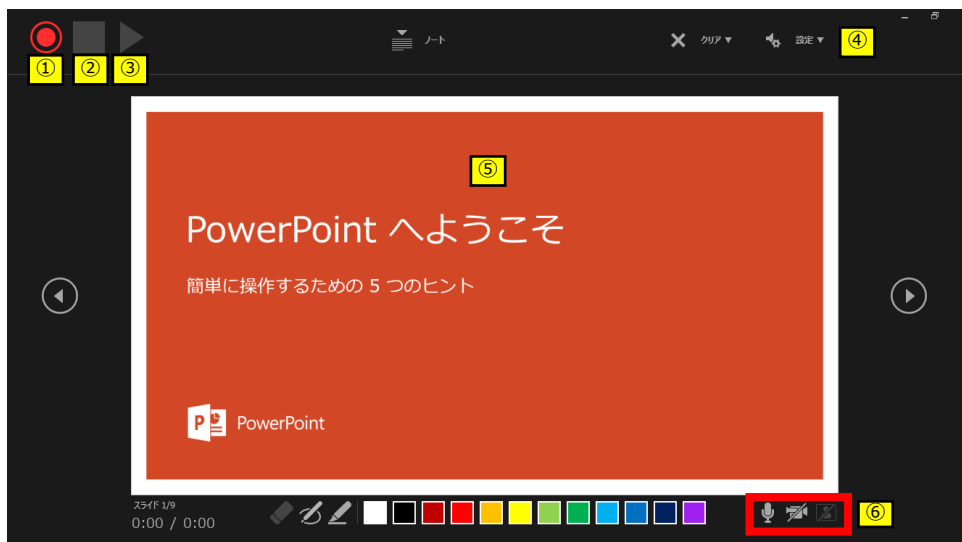 ノート
クリア ▼
設定 ▼
④
① ② ③
⑤
PowerPoint へようこそ
簡単に操作するための 5 つのヒント
P PowerPoint
スライド 1/9
0:00 / 0:00
⑥